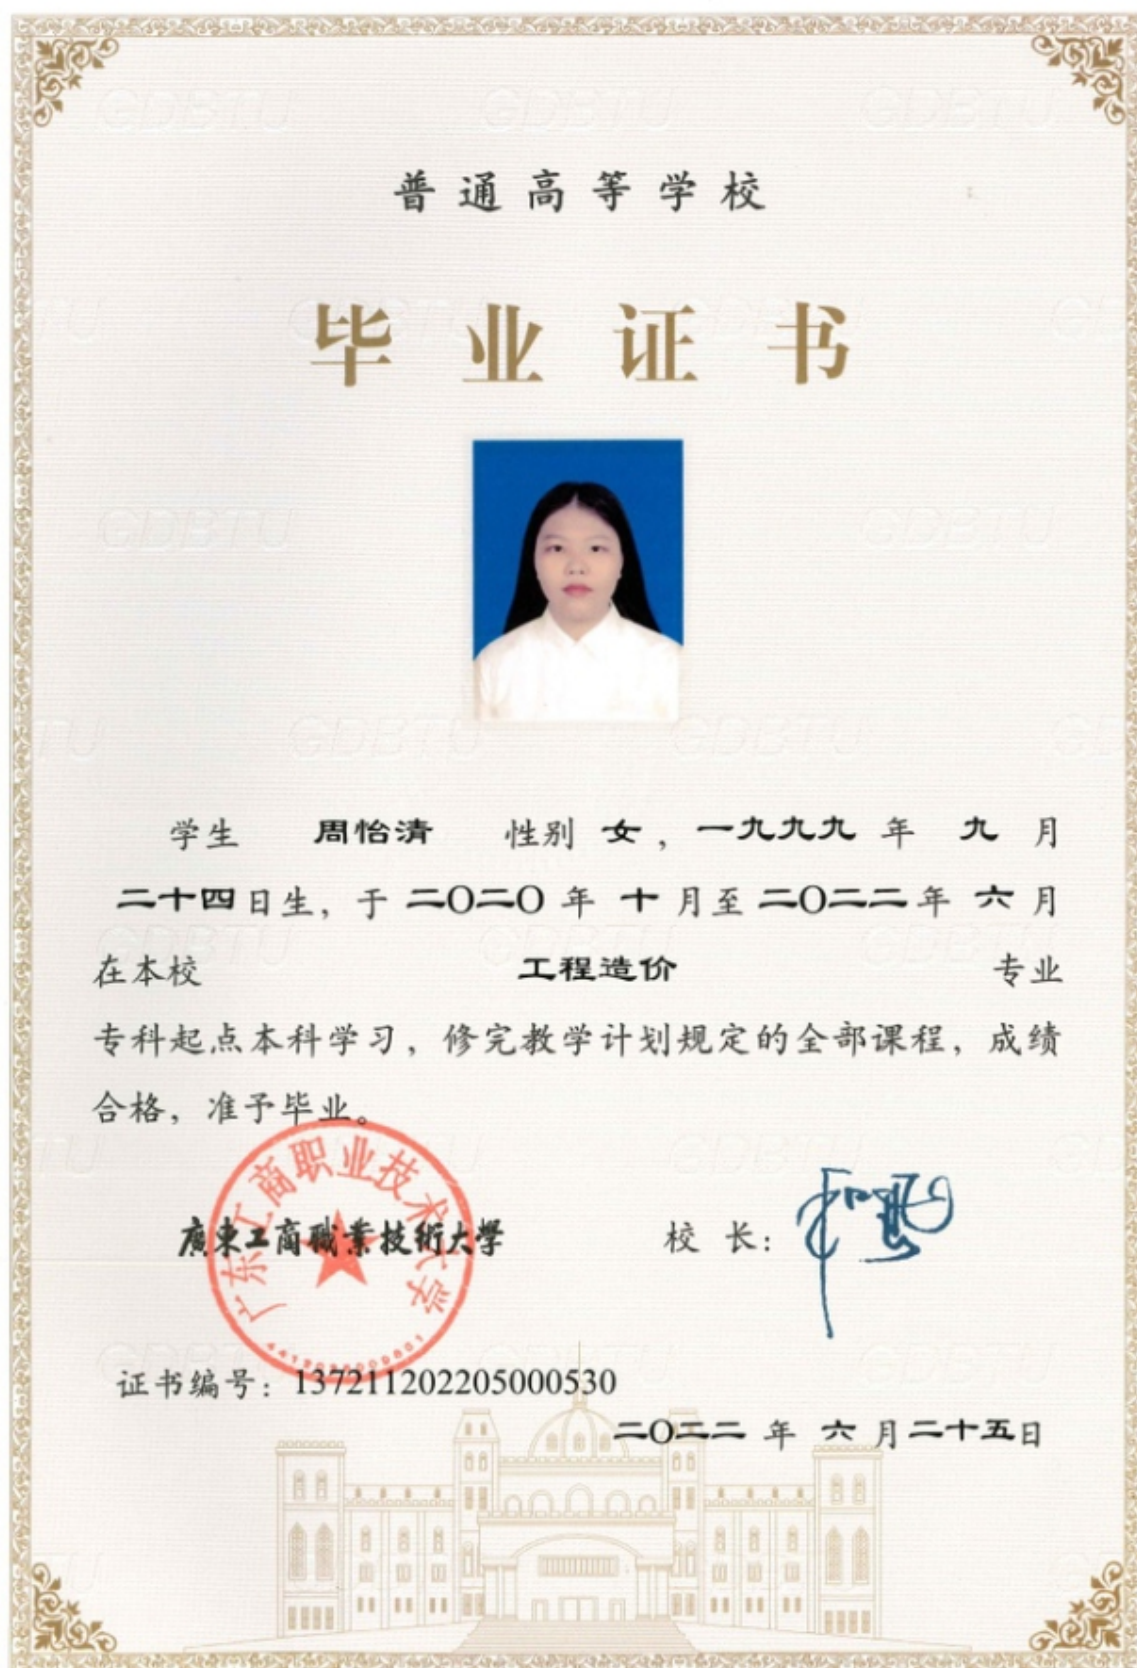 普通高等学校
毕业证书
学生 周怡清 性别 女，一九九九 年 九 月
二十四日生，于 二〇二〇 年 十 月至 二〇二二 年 六 月
在本校 工程造价 专业
专科起点本科学习，修完教学计划规定的全部课程，成绩
合格，准予毕业。
广东工商职业技术大学
廣東工商職業技術大學 校 长：
证书编号：137211202205000530
二〇二二 年 六 月二十五日
GDBTU